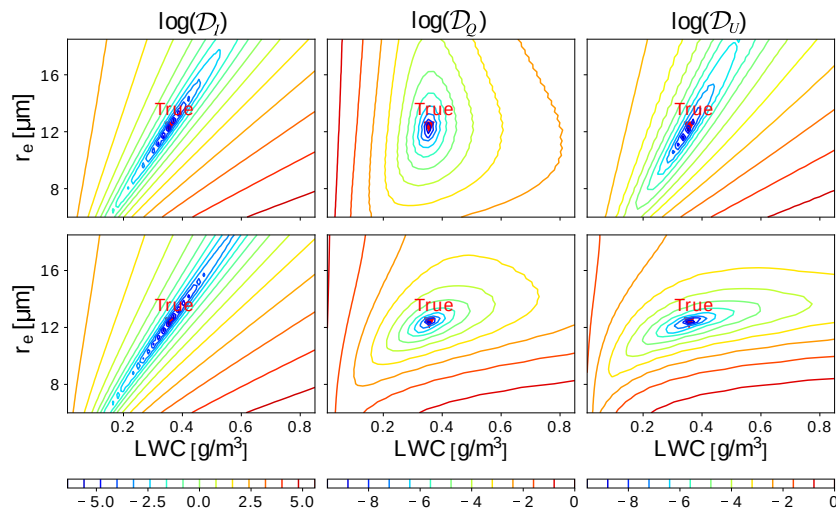 log(𝒟_I) log(𝒟_Q) log(𝒟_U)
r_e [μm] 16 12 8 True True True
r_e [μm] 16 12 8 True True True
0.2 0.4 0.6 0.8 0.2 0.4 0.6 0.8 0.2 0.4 0.6 0.8
LWC [g/m³] LWC [g/m³] LWC [g/m³]
−5.0 −2.5 0.0 2.5 5.0 −8 −6 −4 −2 0 −8 −6 −4 −2 0